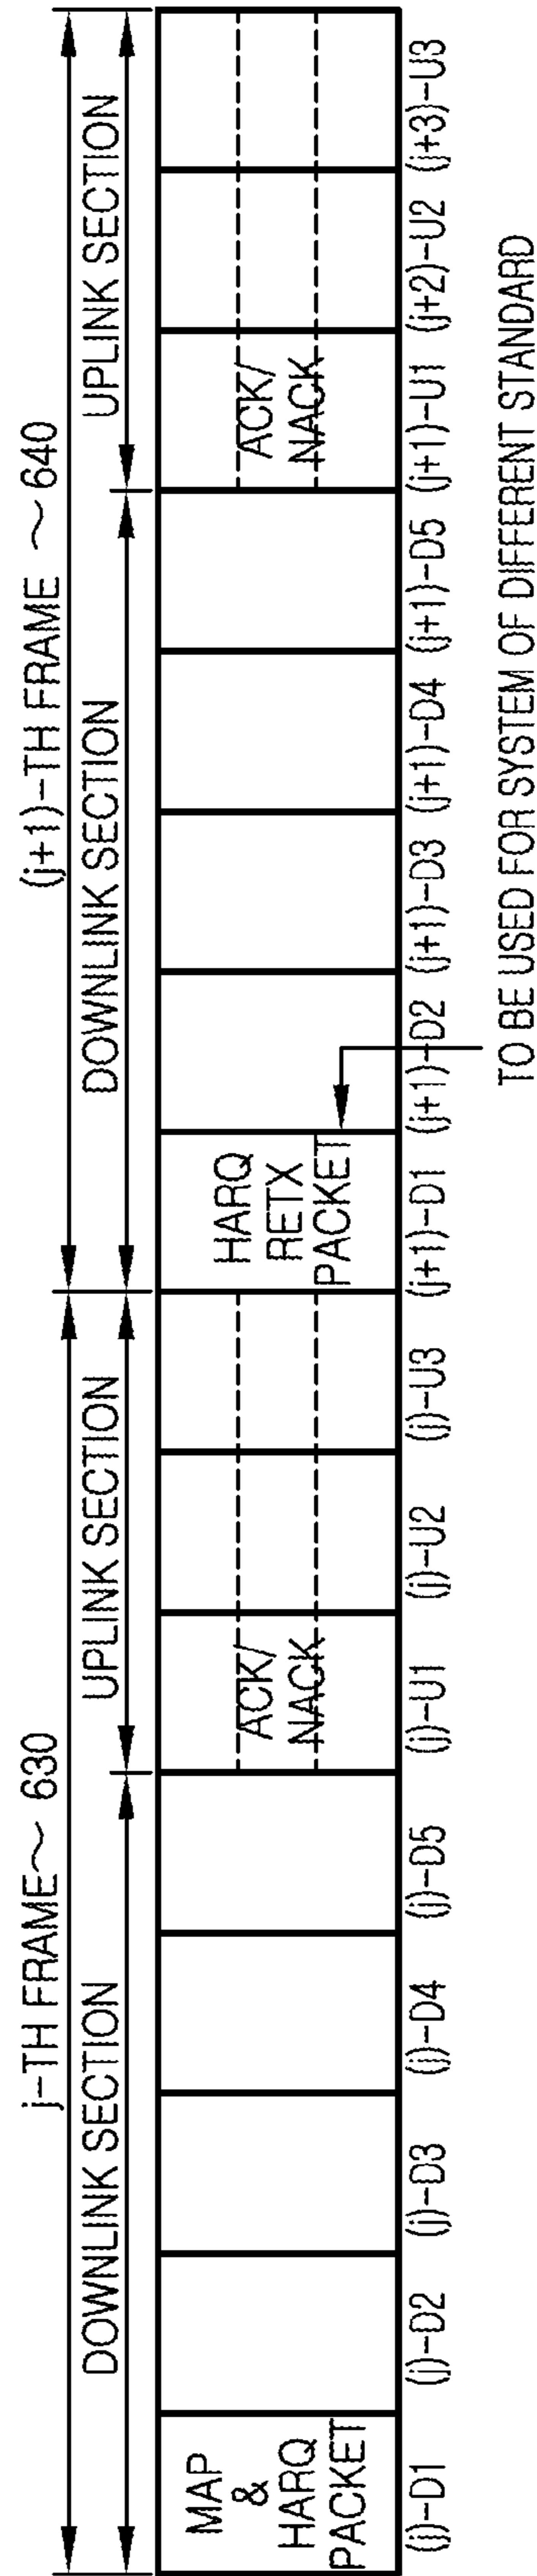 j-TH FRAME ~ 630
(j+1)-TH FRAME ~ 640
DOWNLINK SECTION
UPLINK SECTION
DOWNLINK SECTION
UPLINK SECTION
MAP
&
HARQ
PACKET
ACK/
NACK
HARQ
RETX
PACKET
ACK/
NACK
(j)-D1
(j)-D2
(j)-D3
(j)-D4
(j)-D5
(j)-U1
(j)-U2
(j)-U3
(j+1)-D1
(j+1)-D2
(j+1)-D3
(j+1)-D4
(j+1)-D5
(j+1)-U1
(j+2)-U2
(j+3)-U3
TO BE USED FOR SYSTEM OF DIFFERENT STANDARD